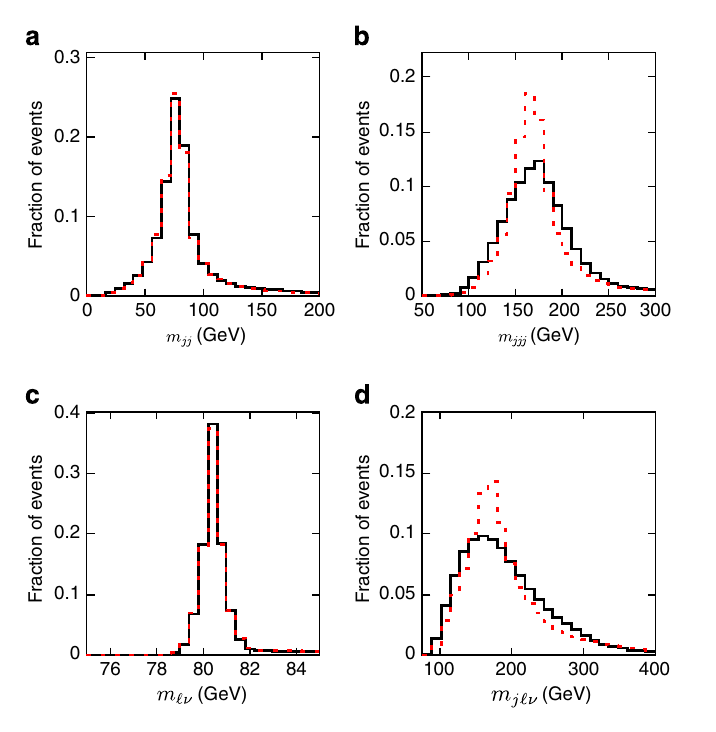 a
0.3
0.2
0.1
0
Fraction of events
0 50 100 150 200
m_jj (GeV)
b
0.2
0.15
0.1
0.05
0
Fraction of events
50 100 150 200 250 300
m_jjj (GeV)
c
0.4
0.3
0.2
0.1
0
Fraction of events
76 78 80 82 84
m_ℓν (GeV)
d
0.2
0.15
0.1
0.05
0
Fraction of events
100 200 300 400
m_jℓν (GeV)